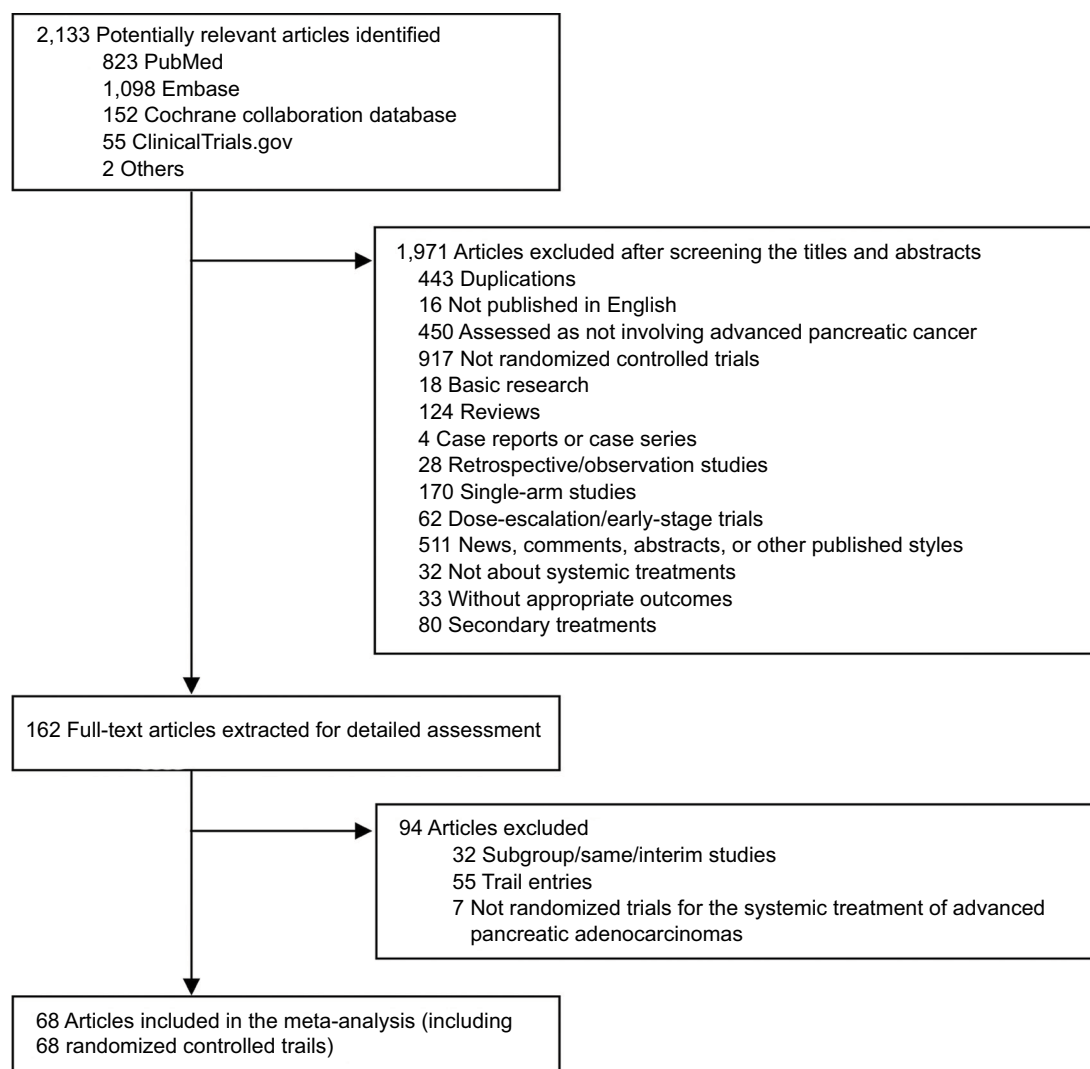 2,133 Potentially relevant articles identified
823 PubMed
1,098 Embase
152 Cochrane collaboration database
55 ClinicalTrials.gov
2 Others
1,971 Articles excluded after screening the titles and abstracts
443 Duplications
16 Not published in English
450 Assessed as not involving advanced pancreatic cancer
917 Not randomized controlled trials
18 Basic research
124 Reviews
4 Case reports or case series
28 Retrospective/observation studies
170 Single-arm studies
62 Dose-escalation/early-stage trials
511 News, comments, abstracts, or other published styles
32 Not about systemic treatments
33 Without appropriate outcomes
80 Secondary treatments
162 Full-text articles extracted for detailed assessment
94 Articles excluded
32 Subgroup/same/interim studies
55 Trail entries
7 Not randomized trials for the systemic treatment of advanced
pancreatic adenocarcinomas
68 Articles included in the meta-analysis (including
68 randomized controlled trails)